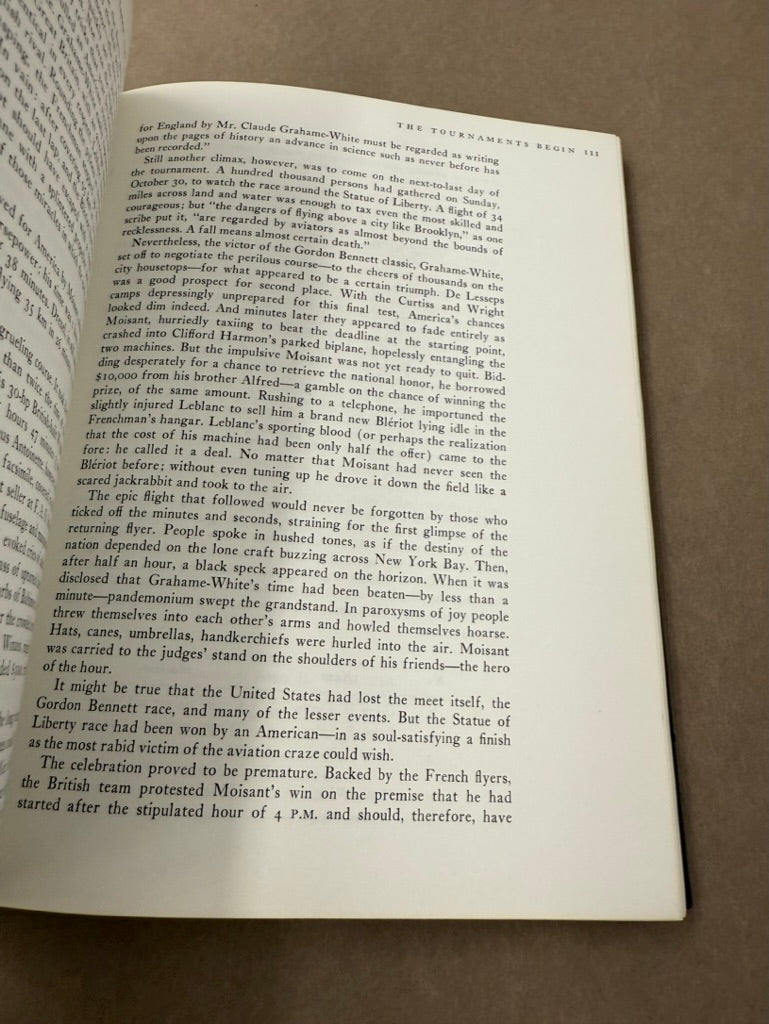 THE TOURNAMENTS BEGIN 111
for England by Mr. Claude Grahame-White must be regarded as writing
upon the pages of history an advance in science such as never before has
been recorded."
Still another climax, however, was to come on the next-to-last day of
the tournament. A hundred thousand persons had gathered on Sunday,
October 30, to watch the race around the Statue of Liberty. A flight of 34
miles across land and water was enough to tax even the most skilled and
courageous; but "the dangers of flying above a city like Brooklyn," as one
scribe put it, "are regarded by aviators as almost beyond the bounds of
recklessness. A fall means almost certain death."
Nevertheless, the victor of the Gordon Bennett classic, Grahame-White,
set off to negotiate the perilous course—to the cheers of thousands on the
city housetops—for what appeared to be a certain triumph. De Lesseps
was a good prospect for second place. With the Curtiss and Wright
camps depressingly unprepared for this final test, America's chances
looked dim indeed. And minutes later they appeared to fade entirely as
Moisant, hurriedly taxiing to beat the deadline at the starting point,
crashed into Clifford Harmon's parked biplane, hopelessly entangling the
two machines. But the impulsive Moisant was not yet ready to quit. Bid-
ding desperately for a chance to retrieve the national honor, he borrowed
$10,000 from his brother Alfred—a gamble on the chance of winning the
prize, of the same amount. Rushing to a telephone, he importuned the
slightly injured Leblanc to sell him a brand new Blériot lying idle in the
Frenchman's hangar. Leblanc's sporting blood (or perhaps the realization
that the cost of his machine had been only half the offer) came to the
fore: he called it a deal. No matter that Moisant had never seen the
Blériot before; without even tuning up he drove it down the field like a
scared jackrabbit and took to the air.
The epic flight that followed would never be forgotten by those who
ticked off the minutes and seconds, straining for the first glimpse of the
returning flyer. People spoke in hushed tones, as if the destiny of the
nation depended on the lone craft buzzing across New York Bay. Then,
after half an hour, a black speck appeared on the horizon. When it was
disclosed that Grahame-White's time had been beaten—by less than a
minute—pandemonium swept the grandstand. In paroxysms of joy people
threw themselves into each other's arms and howled themselves hoarse.
Hats, canes, umbrellas, handkerchiefs were hurled into the air. Moisant
was carried to the judges' stand on the shoulders of his friends—the hero
of the hour.
It might be true that the United States had lost the meet itself, the
Gordon Bennett race, and many of the lesser events. But the Statue of
Liberty race had been won by an American—in as soul-satisfying a finish
as the most rabid victim of the aviation craze could wish.
The celebration proved to be premature. Backed by the French flyers,
the British team protested Moisant's win on the premise that he had
started after the stipulated hour of 4 P.M. and should, therefore, have